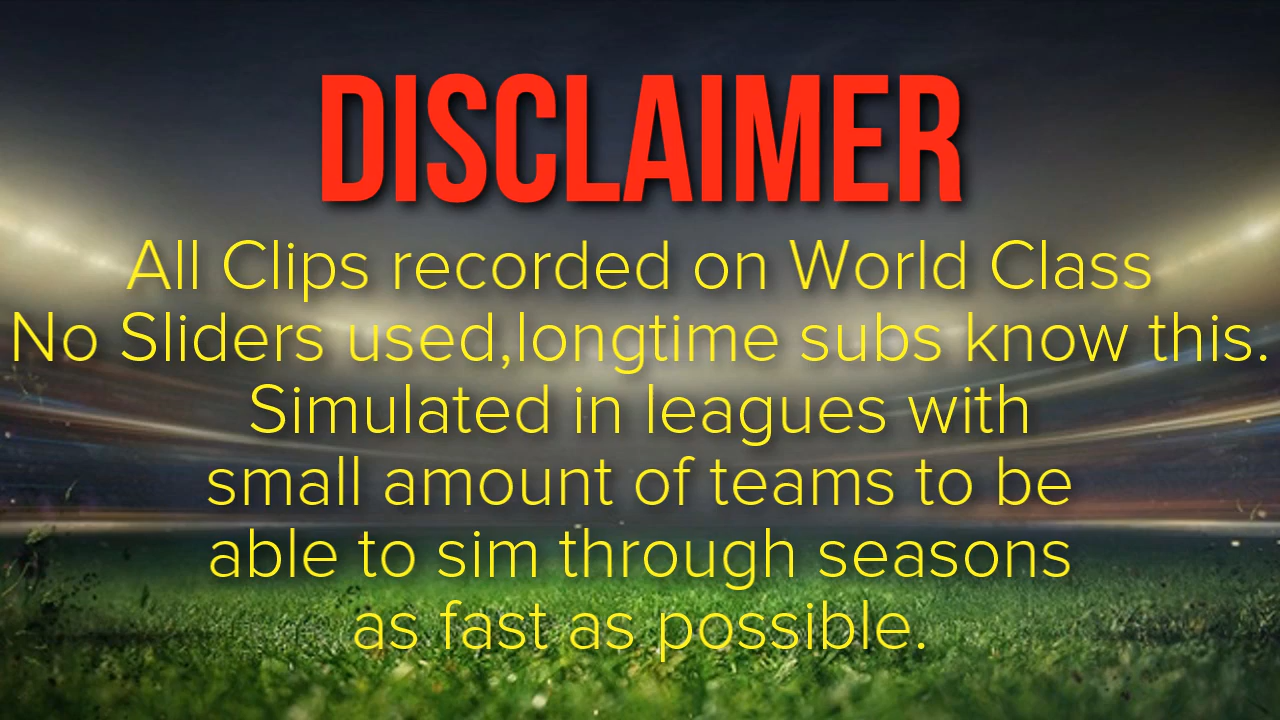 DISCLAIMER
All Clips recorded on World Class
No Sliders used,longtime subs know this.
Simulated in leagues with
small amount of teams to be
able to sim through seasons
as fast as possible.